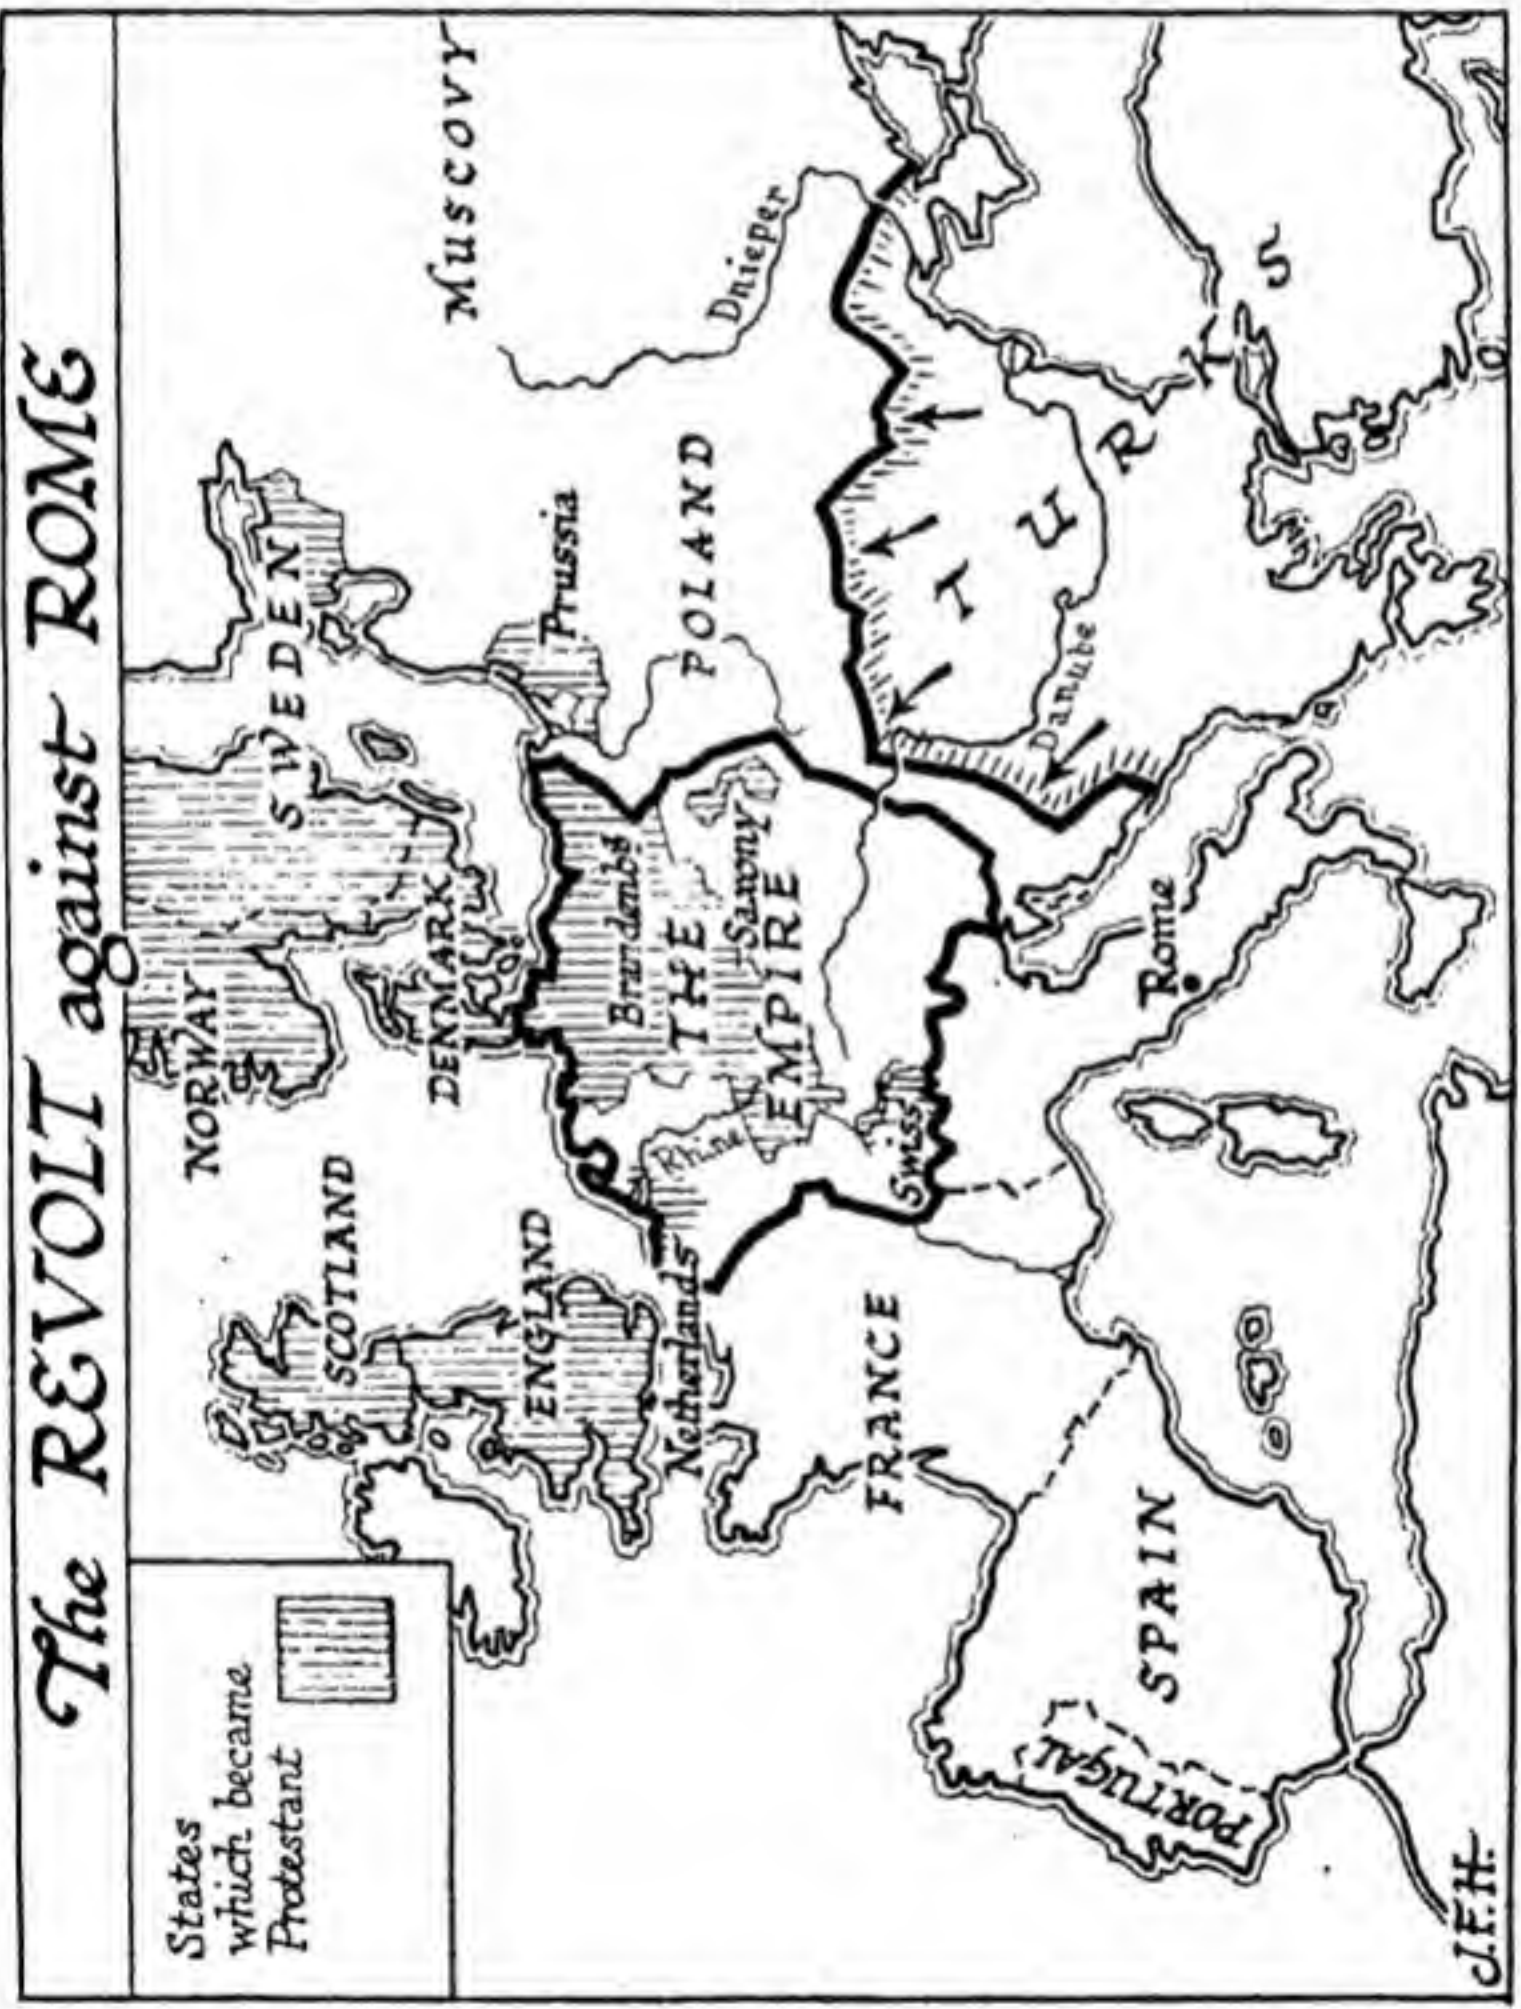 The REVOLT against ROME
States
which became
Protestant
NORWAY
SWEDEN
MUSCOVY
SCOTLAND
DENMARK
ENGLAND
Prussia
Brandenbg
Netherlands
Rhine
THE
EMPIRE
Saxony
POLAND
Dnieper
FRANCE
Swiss
Danube
TURKS
Rome
PORTUGAL
SPAIN
J.F.H.